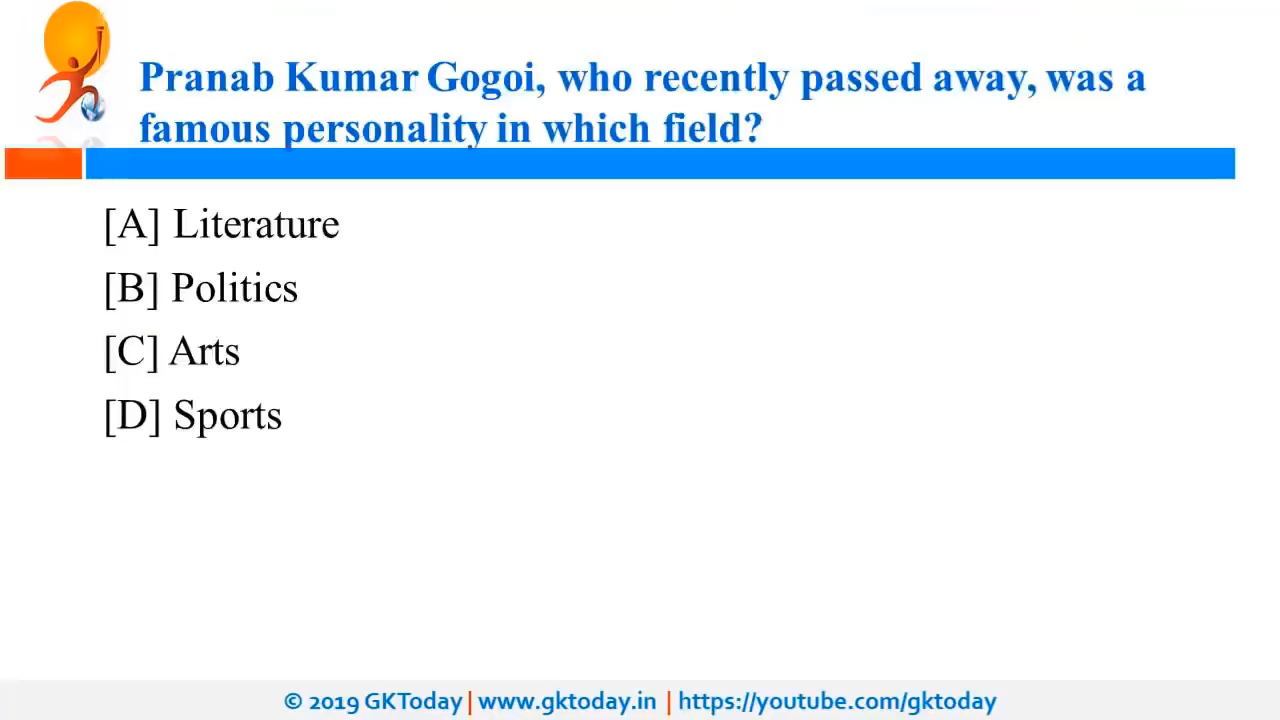 Pranab Kumar Gogoi, who recently passed away, was a
famous personality in which field?
[A] Literature
[B] Politics
[C] Arts
[D] Sports
© 2019 GKToday | www.gktoday.in | https://youtube.com/gktoday